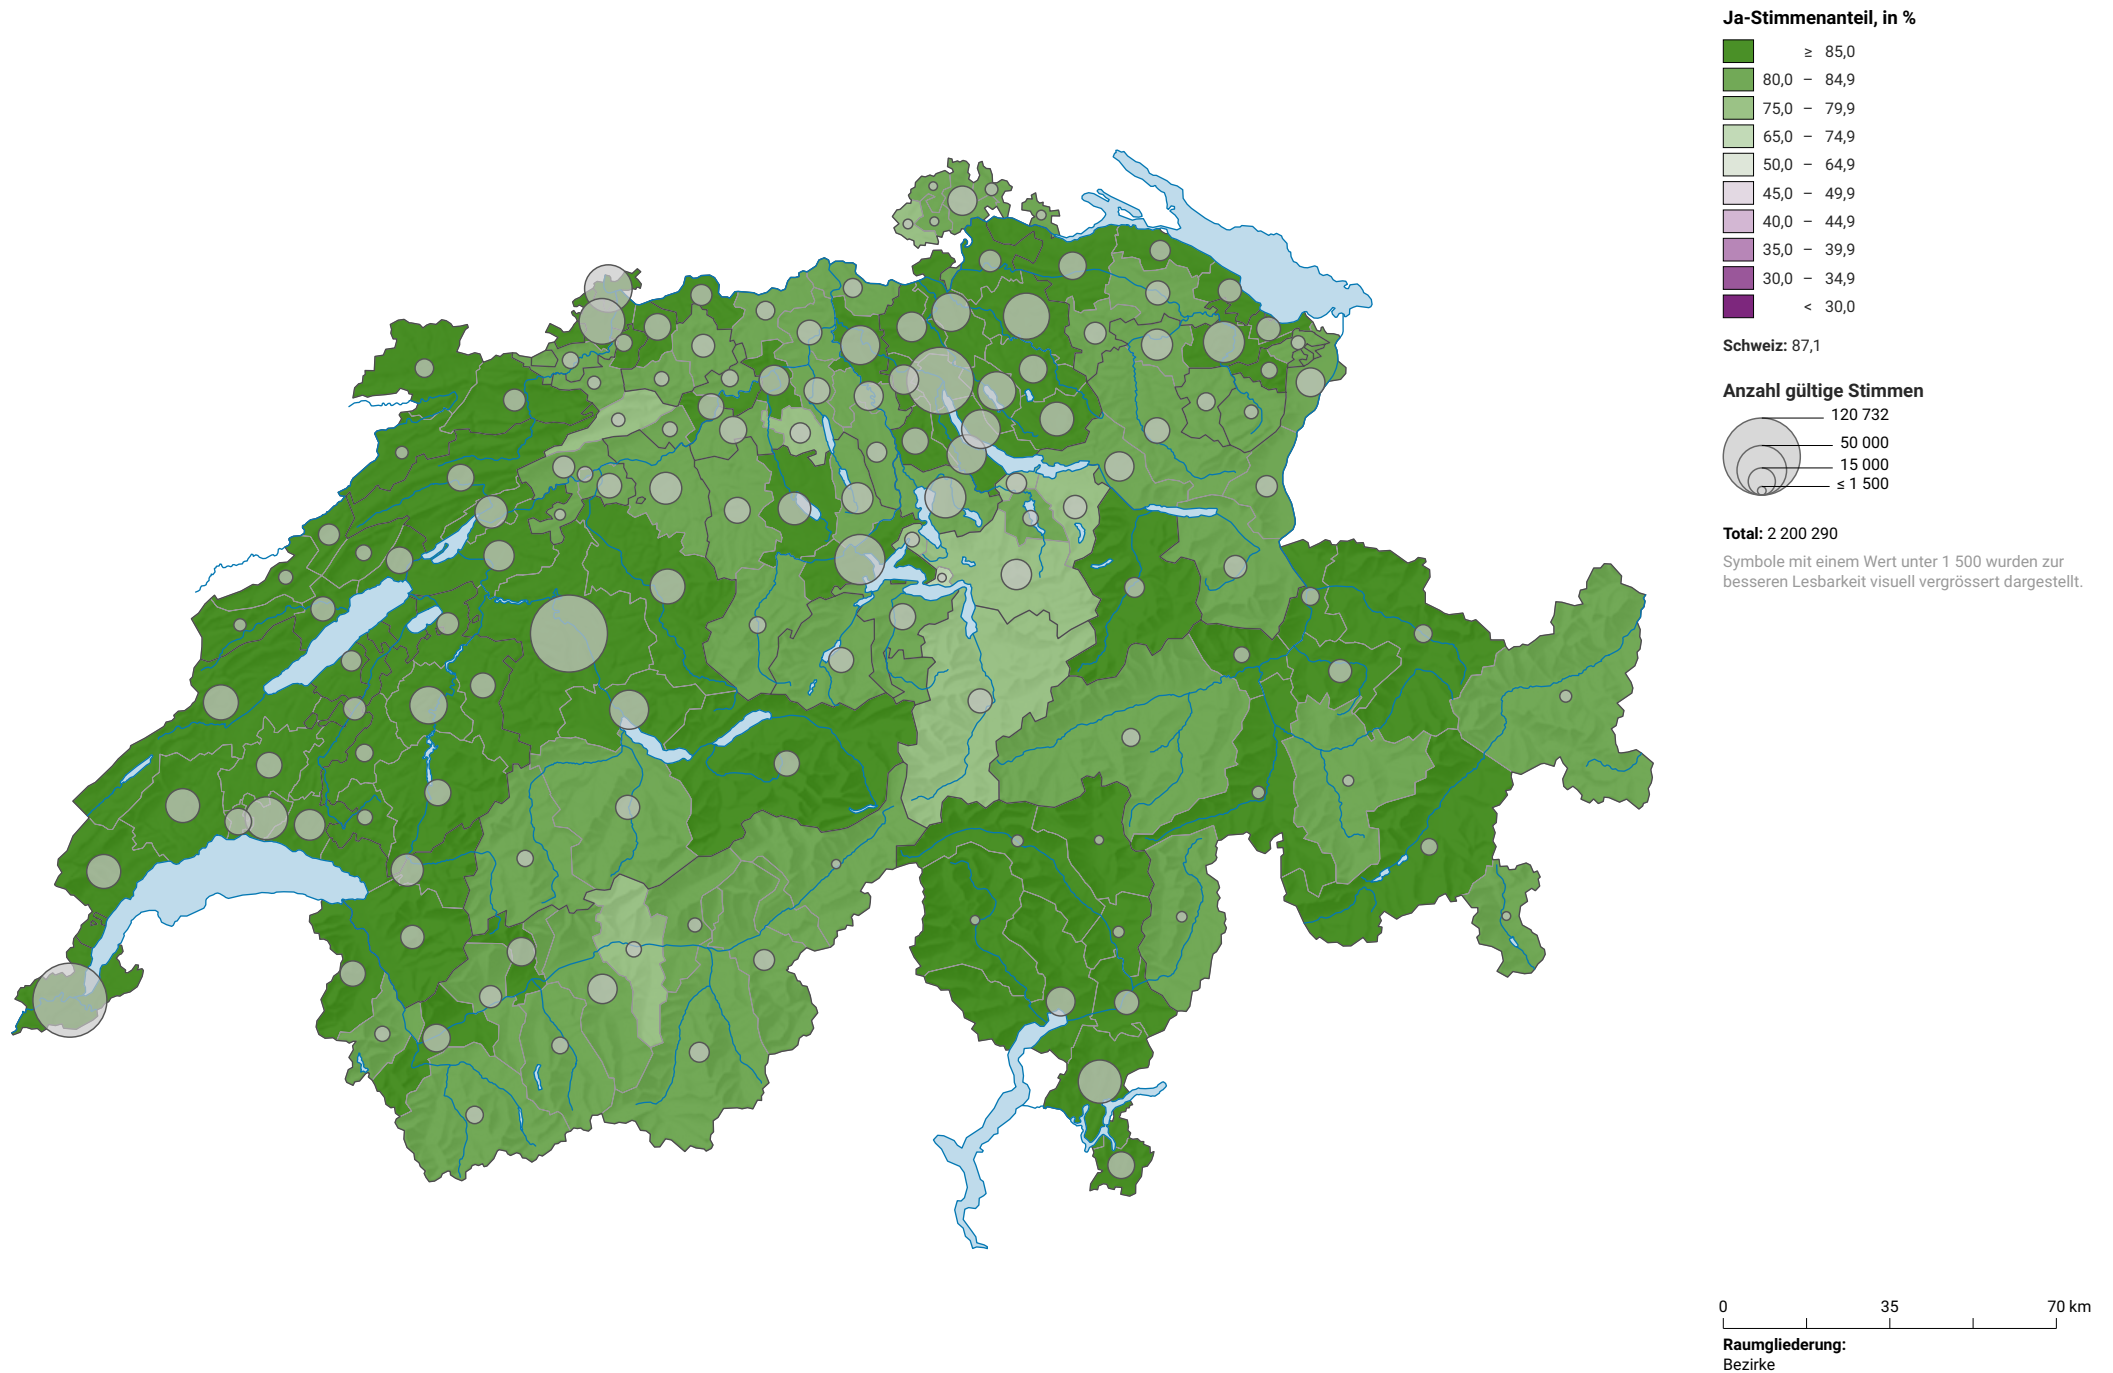 Ja-Stimmenanteil, in %
≥ 85,0
80,0 – 84,9
75,0 – 79,9
65,0 – 74,9
50,0 – 64,9
45,0 – 49,9
40,0 – 44,9
35,0 – 39,9
30,0 – 34,9
< 30,0
Schweiz: 87,1
Anzahl gültige Stimmen
120 732
50 000
15 000
≤ 1 500
Total: 2 200 290
Symbole mit einem Wert unter 1 500 wurden zur
besseren Lesbarkeit visuell vergrössert dargestellt.
0 35 70 km
Raumgliederung:
Bezirke